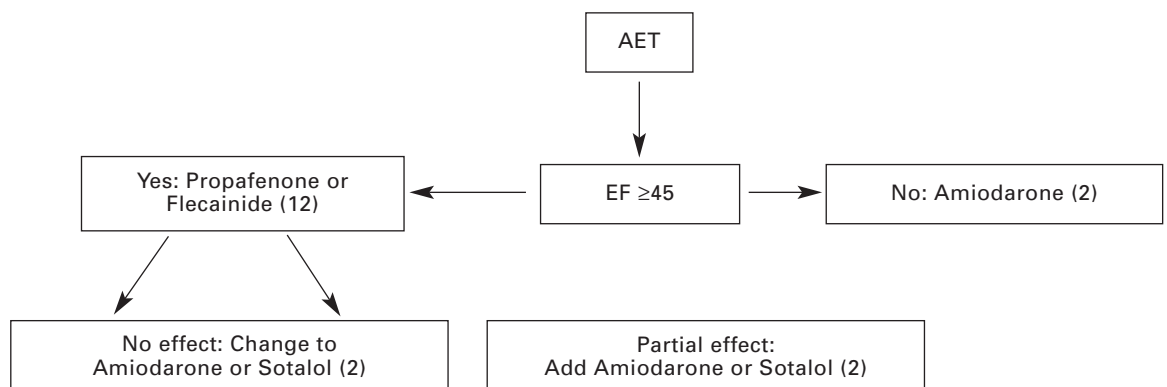 AET
Yes: Propafenone or
Flecainide (12)
EF ≥45
No: Amiodarone (2)
No effect: Change to
Amiodarone or Sotalol (2)
Partial effect:
Add Amiodarone or Sotalol (2)